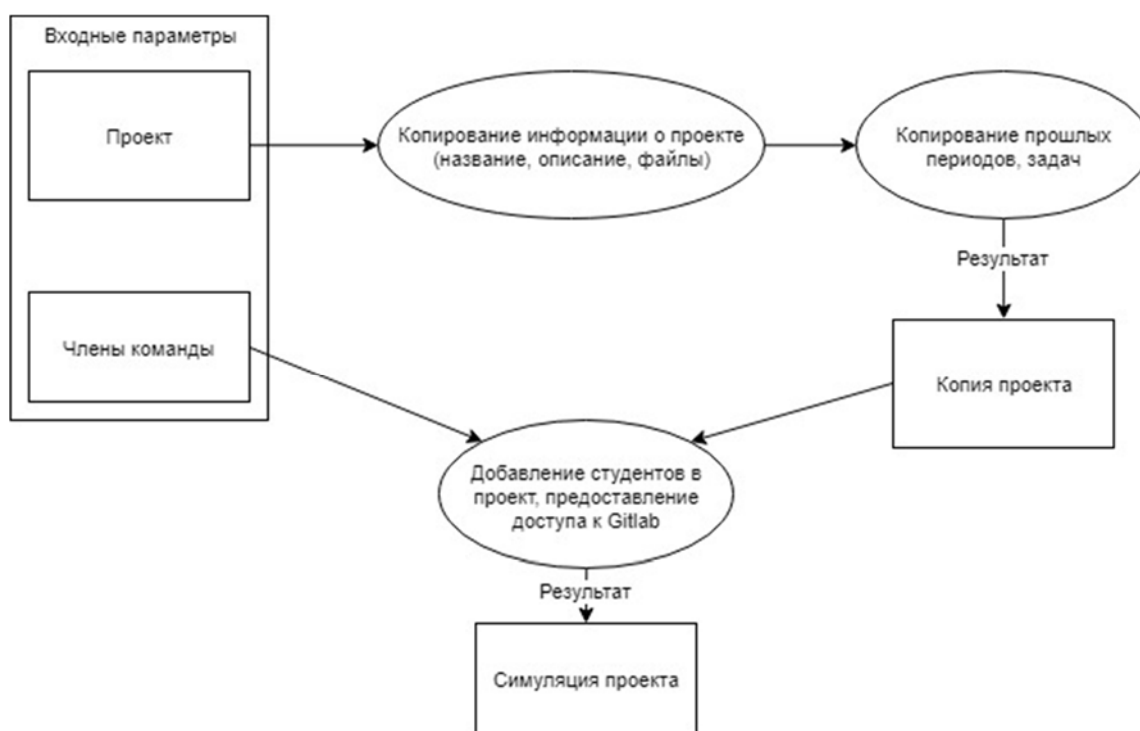 Входные параметры
Проект
Копирование информации о проекте
(название, описание, файлы)
Копирование прошлых
периодов, задач
Результат
Члены команды
Копия проекта
Добавление студентов в
проект, предоставление
доступа к Gitlab
Результат
Симуляция проекта